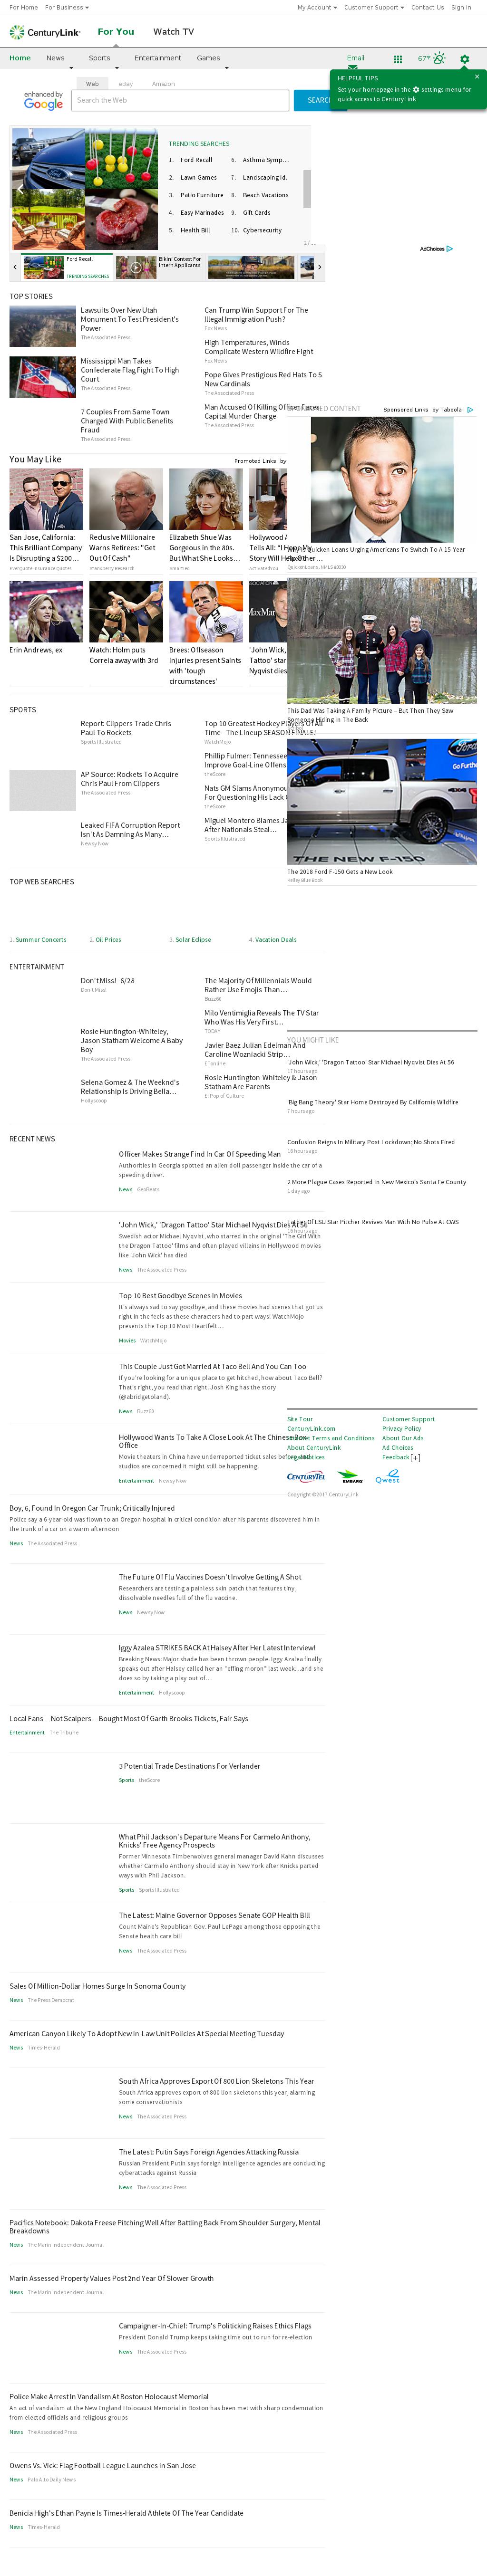 For Home For Business
My Account Customer Support Contact Us Sign In
CenturyLink
For You Watch TV
Home News Sports Entertainment Games Email 67°F
HELPFUL TIPS
Set your homepage in the settings menu for
quick access to CenturyLink
Web eBay Amazon
enhanced by
Google
Search the Web
SEARCH
TRENDING SEARCHES
1. Ford Recall
2. Lawn Games
3. Patio Furniture
4. Easy Marinades
5. Health Bill
6. Asthma Symp…
7. Landscaping Id.
8. Beach Vacations
9. Gift Cards
10. Cybersecurity
Ford Recall
TRENDING SEARCHES
Bikini Contest For
Intern Applicants
AdChoices
TOP STORIES
Lawsuits Over New Utah
Monument To Test President's
Power
The Associated Press
Mississippi Man Takes
Confederate Flag Fight To High
Court
The Associated Press
7 Couples From Same Town
Charged With Public Benefits
Fraud
The Associated Press
Can Trump Win Support For The
Illegal Immigration Push?
Fox News
High Temperatures, Winds
Complicate Western Wildfire Fight
Fox News
Pope Gives Prestigious Red Hats To 5
New Cardinals
The Associated Press
Man Accused Of Killing Officer Faces
Capital Murder Charge
The Associated Press
You May Like
Promoted Links by
San Jose, California:
This Brilliant Company
Is Disrupting a $200…
EverQuote Insurance Quotes
Reclusive Millionaire
Warns Retirees: "Get
Out Of Cash"
Stansberry Research
Elizabeth Shue Was
Gorgeous in the 80s.
But What She Looks…
Smartied
Hollywood A
Tells All: "I Hope My
Story Will Help Other…
ActivatedYou
Erin Andrews, ex
Watch: Holm puts
Correia away with 3rd
Brees: Offseason
injuries present Saints
with 'tough
circumstances'
'John Wick,'
Tattoo' star
Nyqvist dies
SPONSORED CONTENT
Sponsored Links by Taboola
Why Is Quicken Loans Urging Americans To Switch To A 15-Year
QuickenLoans, NMLS #3030
This Dad Was Taking A Family Picture – But Then They Saw
Someone Hiding In The Back
THE NEW F-150
The 2018 Ford F-150 Gets a New Look
Kelley Blue Book
SPORTS
Report: Clippers Trade Chris
Paul To Rockets
Sports Illustrated
AP Source: Rockets To Acquire
Chris Paul From Clippers
The Associated Press
Leaked FIFA Corruption Report
Isn't As Damning As Many…
Newsy Now
Top 10 Greatest Hockey Players Of All
Time - The Lineup SEASON FINALE!
WatchMojo
Phillip Fulmer: Tennessee
Improve Goal-Line Offense
theScore
Nats GM Slams Anonymou
For Questioning His Lack O
theScore
Miguel Montero Blames Ja
After Nationals Steal…
Sports Illustrated
TOP WEB SEARCHES
1. Summer Concerts 2. Oil Prices 3. Solar Eclipse 4. Vacation Deals
ENTERTAINMENT
Don't Miss! -6/28
Don't Miss!
Rosie Huntington-Whiteley,
Jason Statham Welcome A Baby
Boy
The Associated Press
Selena Gomez & The Weeknd's
Relationship Is Driving Bella…
Hollyscoop
The Majority Of Millennials Would
Rather Use Emojis Than…
Buzz60
Milo Ventimiglia Reveals The TV Star
Who Was His Very First…
TODAY
Javier Baez Julian Edelman And
Caroline Wozniacki Strip…
ETonline
Rosie Huntington-Whiteley & Jason
Statham Are Parents
E! Pop of Culture
YOU MIGHT LIKE
'John Wick,' 'Dragon Tattoo' Star Michael Nyqvist Dies At 56
17 hours ago
'Big Bang Theory' Star Home Destroyed By California Wildfire
7 hours ago
Confusion Reigns In Military Post Lockdown; No Shots Fired
16 hours ago
2 More Plague Cases Reported In New Mexico's Santa Fe County
1 day ago
Father Of LSU Star Pitcher Revives Man With No Pulse At CWS
16 hours ago
RECENT NEWS
Officer Makes Strange Find In Car Of Speeding Man
Authorities in Georgia spotted an alien doll passenger inside the car of a
speeding driver.
News GeoBeats
'John Wick,' 'Dragon Tattoo' Star Michael Nyqvist Dies At 56
Swedish actor Michael Nyqvist, who starred in the original 'The Girl With
the Dragon Tattoo' films and often played villains in Hollywood movies
like 'John Wick' has died
News The Associated Press
Top 10 Best Goodbye Scenes In Movies
It's always sad to say goodbye, and these movies had scenes that got us
right in the feels as these characters had to part ways! WatchMojo
presents the Top 10 Most Heartfelt…
Movies WatchMojo
This Couple Just Got Married At Taco Bell And You Can Too
If you're looking for a unique place to get hitched, how about Taco Bell?
That's right, you read that right. Josh King has the story
(@abridgetoland).
News Buzz60
Hollywood Wants To Take A Close Look At The Chinese Box
Office
Movie theaters in China have underreported ticket sales before, and
studios are concerned it might still be happening.
Entertainment Newsy Now
Site Tour
CenturyLink.com
Internet Terms and Conditions
About CenturyLink
Legal Notices
Customer Support
Privacy Policy
About Our Ads
Ad Choices
Feedback [+]
CenturyTel EMBARQ Qwest
Copyright ©2017 CenturyLink
Boy, 6, Found In Oregon Car Trunk; Critically Injured
Police say a 6-year-old was flown to an Oregon hospital in critical condition after his parents discovered him in
the trunk of a car on a warm afternoon
News The Associated Press
The Future Of Flu Vaccines Doesn't Involve Getting A Shot
Researchers are testing a painless skin patch that features tiny,
dissolvable needles full of the flu vaccine.
News Newsy Now
Iggy Azalea STRIKES BACK At Halsey After Her Latest Interview!
Breaking News: Major shade has been thrown people. Iggy Azalea finally
speaks out after Halsey called her an "effing moron" last week…and she
does so by taking a play out of…
Entertainment Hollyscoop
Local Fans -- Not Scalpers -- Bought Most Of Garth Brooks Tickets, Fair Says
Entertainment The Tribune
3 Potential Trade Destinations For Verlander
Sports theScore
What Phil Jackson's Departure Means For Carmelo Anthony,
Knicks' Free Agency Prospects
Former Minnesota Timberwolves general manager David Kahn discusses
whether Carmelo Anthony should stay in New York after Knicks parted
ways with Phil Jackson.
Sports Sports Illustrated
The Latest: Maine Governor Opposes Senate GOP Health Bill
Count Maine's Republican Gov. Paul LePage among those opposing the
Senate health care bill
News The Associated Press
Sales Of Million-Dollar Homes Surge In Sonoma County
News The Press Democrat
American Canyon Likely To Adopt New In-Law Unit Policies At Special Meeting Tuesday
News Times-Herald
South Africa Approves Export Of 800 Lion Skeletons This Year
South Africa approves export of 800 lion skeletons this year, alarming
some conservationists
News The Associated Press
The Latest: Putin Says Foreign Agencies Attacking Russia
Russian President Putin says foreign intelligence agencies are conducting
cyberattacks against Russia
News The Associated Press
Pacifics Notebook: Dakota Freese Pitching Well After Battling Back From Shoulder Surgery, Mental
Breakdowns
News The Marin Independent Journal
Marin Assessed Property Values Post 2nd Year Of Slower Growth
News The Marin Independent Journal
Campaigner-In-Chief: Trump's Politicking Raises Ethics Flags
President Donald Trump keeps taking time out to run for re-election
News The Associated Press
Police Make Arrest In Vandalism At Boston Holocaust Memorial
An act of vandalism at the New England Holocaust Memorial in Boston has been met with sharp condemnation
from elected officials and religious groups
News The Associated Press
Owens Vs. Vick: Flag Football League Launches In San Jose
News Palo Alto Daily News
Benicia High's Ethan Payne Is Times-Herald Athlete Of The Year Candidate
News Times-Herald